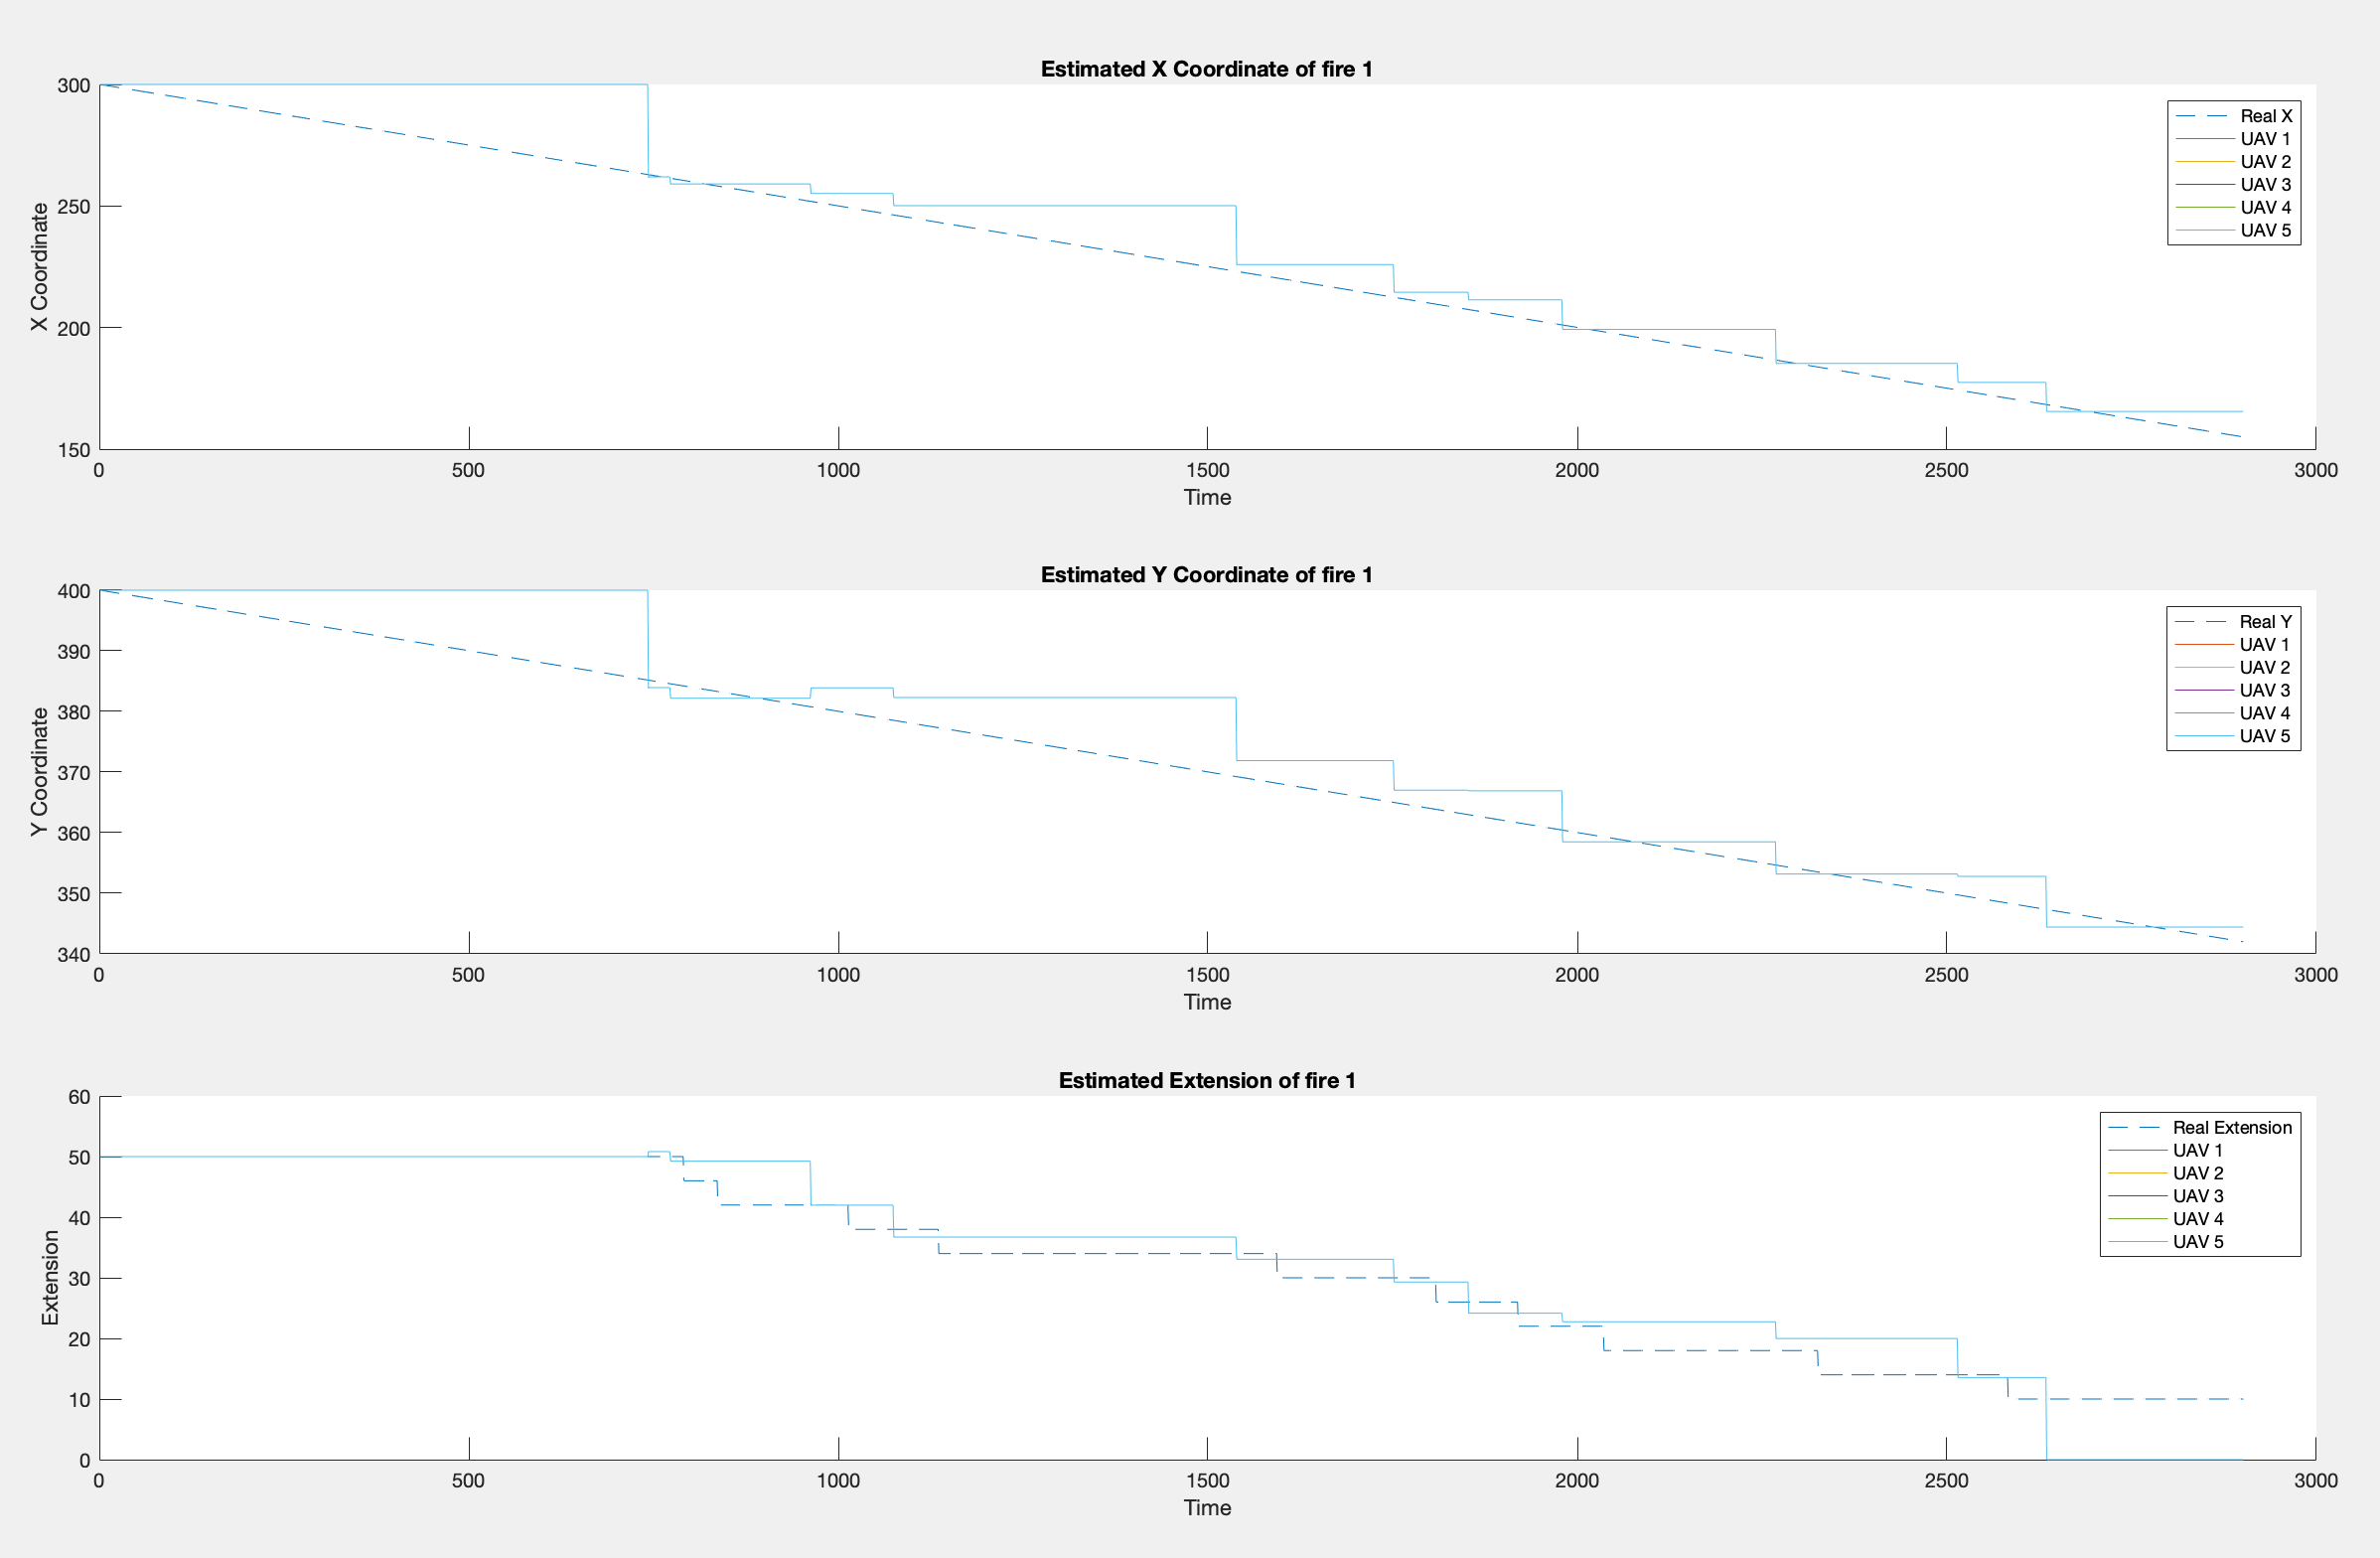 Estimated X Coordinate of fire 1
300
250
200
150
X Coordinate
0 500 1000 1500 2000 2500 3000
Time
Real X
UAV 1
UAV 2
UAV 3
UAV 4
UAV 5
Estimated Y Coordinate of fire 1
400
390
380
370
360
350
340
Y Coordinate
0 500 1000 1500 2000 2500 3000
Time
Real Y
UAV 1
UAV 2
UAV 3
UAV 4
UAV 5
Estimated Extension of fire 1
60
50
40
30
20
10
0
Extension
0 500 1000 1500 2000 2500 3000
Time
Real Extension
UAV 1
UAV 2
UAV 3
UAV 4
UAV 5